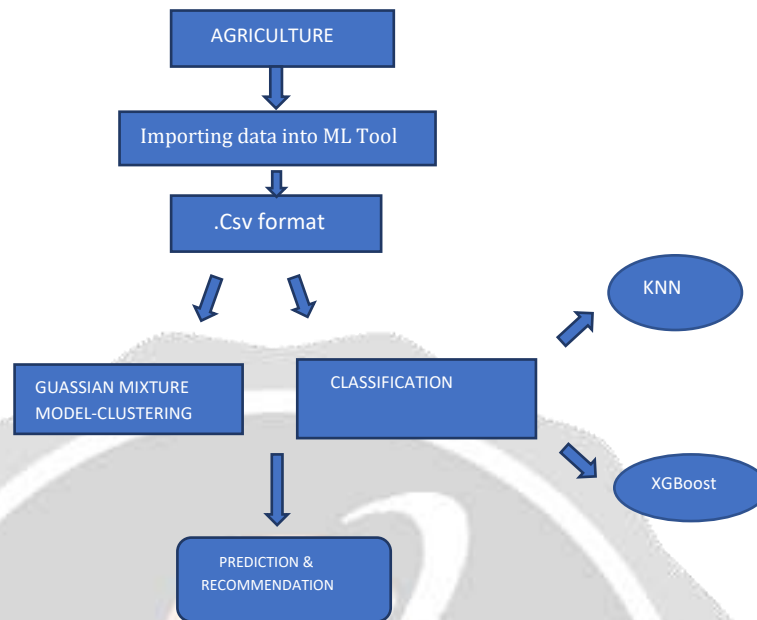 AGRICULTURE
Importing data into ML Tool
.Csv format
KNN
GUASSIAN MIXTURE
MODEL-CLUSTERING
CLASSIFICATION
XGBoost
PREDICTION &
RECOMMENDATION